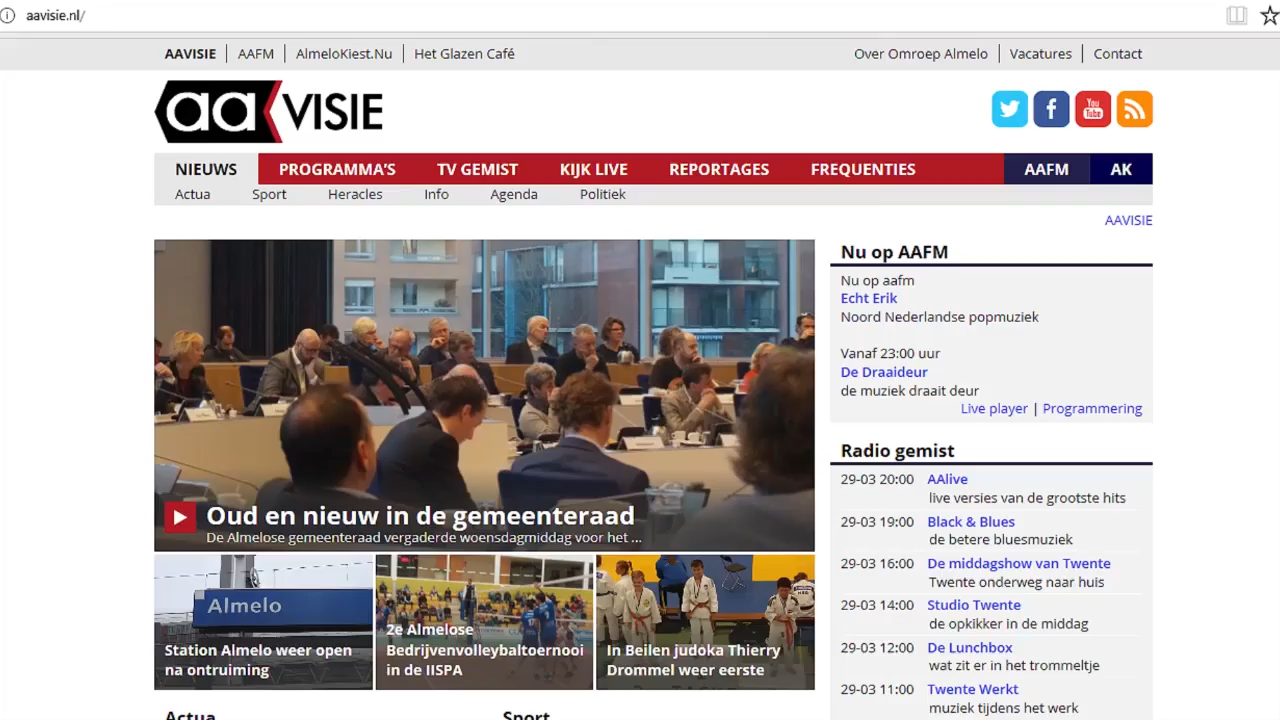 aavisie.nl/
AAVISIE | AAFM | AlmeloKiest.Nu | Het Glazen Café
Over Omroep Almelo | Vacatures | Contact
aa VISIE
You Tube
NIEUWS PROGRAMMA'S TV GEMIST KIJK LIVE REPORTAGES FREQUENTIES AAFM AK
Actua Sport Heracles Info Agenda Politiek
AAVISIE
Oud en nieuw in de gemeenteraad
De Almelose gemeenteraad vergaderde woensdagmiddag voor het ...
Almelo
Station Almelo weer open
na ontruiming
2e Almelose
Bedrijvenvolleybaltoernooi
in de IISPA
In Beilen judoka Thierry
Drommel weer eerste
Actua
Sport
Nu op AAFM
Nu op aafm
Echt Erik
Noord Nederlandse popmuziek
Vanaf 23:00 uur
De Draaideur
de muziek draait deur
Live player | Programmering
Radio gemist
29-03 20:00 AAlive
live versies van de grootste hits
29-03 19:00 Black & Blues
de betere bluesmuziek
29-03 16:00 De middagshow van Twente
Twente onderweg naar huis
29-03 14:00 Studio Twente
de opkikker in de middag
29-03 12:00 De Lunchbox
wat zit er in het trommeltje
29-03 11:00 Twente Werkt
muziek tijdens het werk